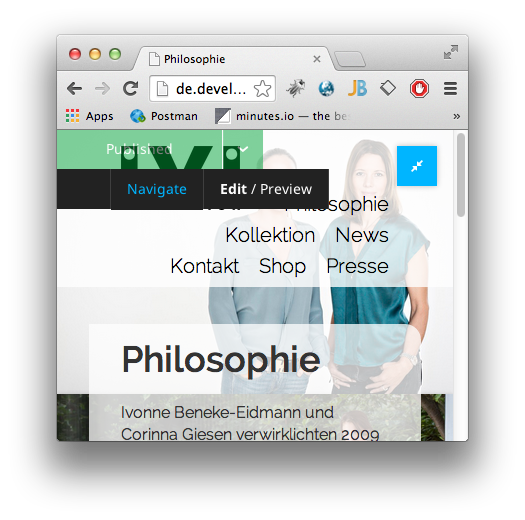 Philosophie
de.devel…
Apps Postman minutes.io — the be
Published
Navigate Edit / Preview
Philosophie
Kollektion News
Kontakt Shop Presse
Philosophie
Ivonne Beneke-Eidmann und
Corinna Giesen verwirklichten 2009